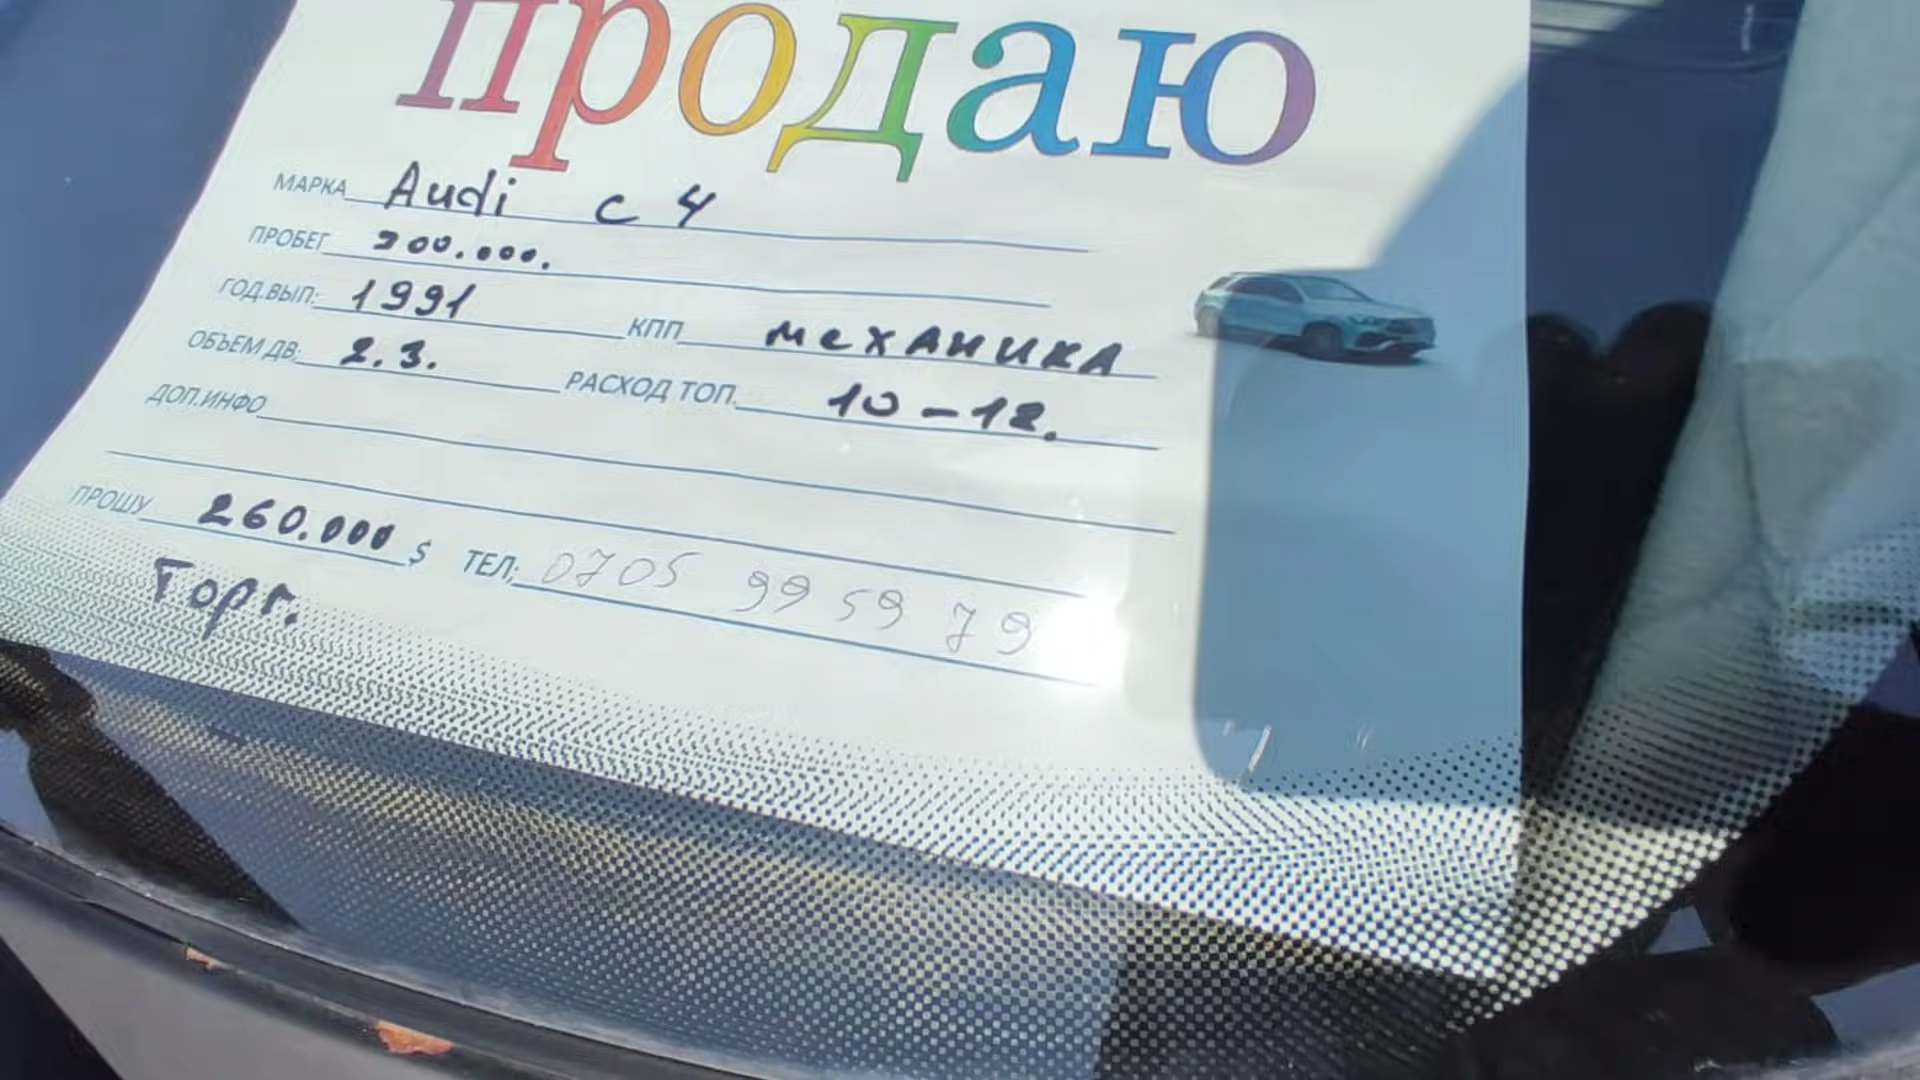 продаю
МАРКА Audi c 4
ПРОБЕГ 300.000.
ГОД.ВЫП: 1991 КПП механика
ОБЪЕМ ДВ: 2.3. РАСХОД ТОП. 10-12.
ДОП.ИНФО
ПРОШУ 260.000 $ ТЕЛ: 0705 99 59 79
Торг.